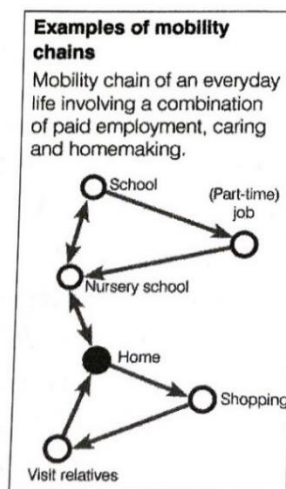 Examples of mobility
chains
Mobility chain of an everyday
life involving a combination
of paid employment, caring
and homemaking.
School
(Part-time)
job
Nursery school
Home
Shopping
Visit relatives